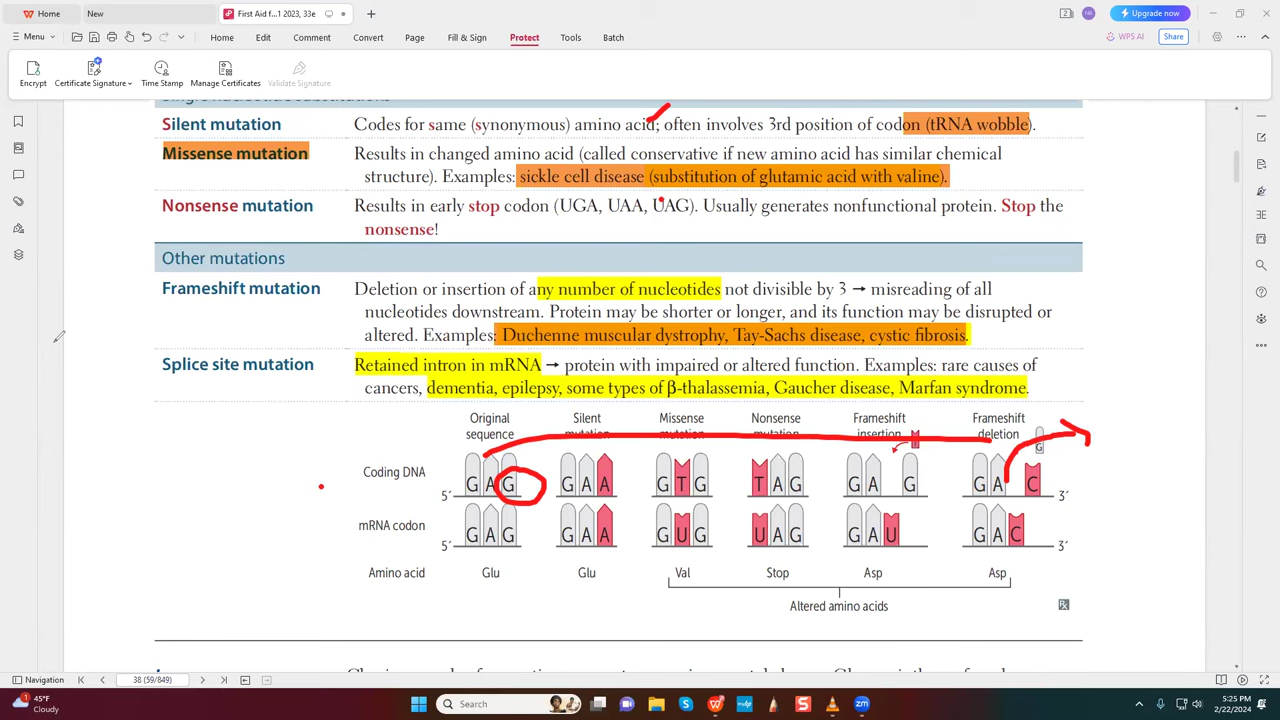 Home
New
First Aid f...1 2023, 33e
Upgrade now
Menu
Home
Edit
Comment
Convert
Page
Fill & Sign
Protect
Tools
Batch
WPS AI
Share
Encrypt
Certificate Signature
Time Stamp
Manage Certificates
Validate Signature
Silent mutation
Codes for same (synonymous) amino acid; often involves 3rd position of codon (tRNA wobble).
Missense mutation
Results in changed amino acid (called conservative if new amino acid has similar chemical
structure). Examples: sickle cell disease (substitution of glutamic acid with valine).
Nonsense mutation
Results in early stop codon (UGA, UAA, UAG). Usually generates nonfunctional protein. Stop the
nonsense!
Other mutations
Frameshift mutation
Deletion or insertion of any number of nucleotides not divisible by 3 → misreading of all
nucleotides downstream. Protein may be shorter or longer, and its function may be disrupted or
altered. Examples: Duchenne muscular dystrophy, Tay-Sachs disease, cystic fibrosis.
Splice site mutation
Retained intron in mRNA → protein with impaired or altered function. Examples: rare causes of
cancers, dementia, epilepsy, some types of β-thalassemia, Gaucher disease, Marfan syndrome.
Original sequence
Silent mutation
Missense mutation
Nonsense mutation
Frameshift insertion
Frameshift deletion
T
G
Coding DNA
5´ G A G G A A G T G T A G G A G G A C 3´
mRNA codon
5´ G A G G A A G U G U A G G A U G A C 3´
Amino acid Glu Glu Val Stop Asp Asp
Altered amino acids
Navigation
38 (59/849)
45°F
Cloudy
Search
5:25 PM
2/22/2024